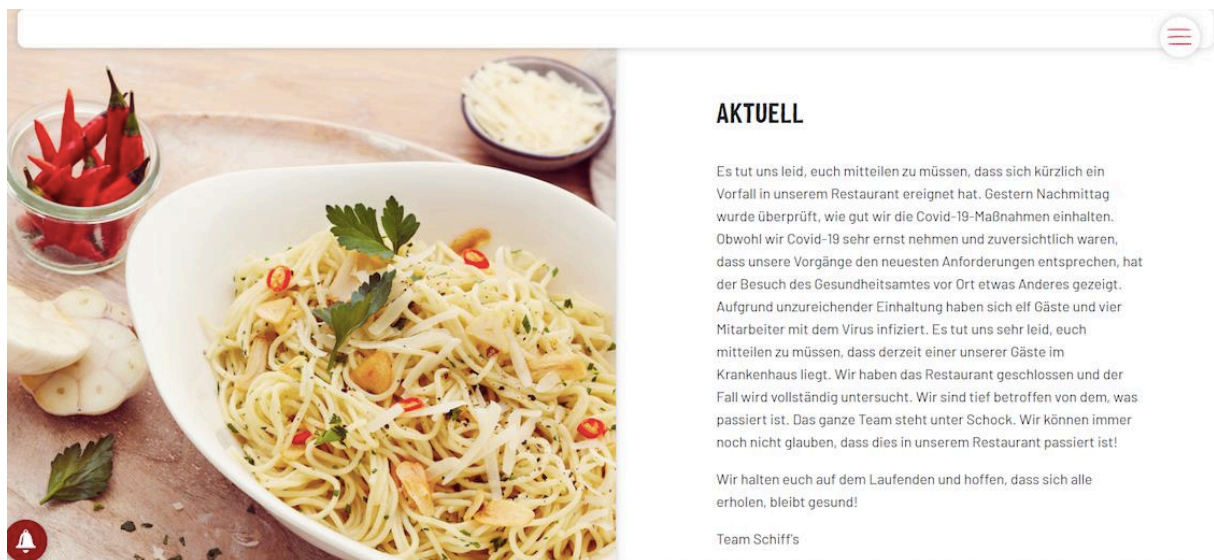 AKTUELL
Es tut uns leid, euch mitteilen zu müssen, dass sich kürzlich ein
Vorfall in unserem Restaurant ereignet hat. Gestern Nachmittag
wurde überprüft, wie gut wir die Covid-19-Maßnahmen einhalten.
Obwohl wir Covid-19 sehr ernst nehmen und zuversichtlich waren,
dass unsere Vorgänge den neuesten Anforderungen entsprechen, hat
der Besuch des Gesundheitsamtes vor Ort etwas Anderes gezeigt.
Aufgrund unzureichender Einhaltung haben sich elf Gäste und vier
Mitarbeiter mit dem Virus infiziert. Es tut uns sehr leid, euch
mitteilen zu müssen, dass derzeit einer unserer Gäste im
Krankenhaus liegt. Wir haben das Restaurant geschlossen und der
Fall wird vollständig untersucht. Wir sind tief betroffen von dem, was
passiert ist. Das ganze Team steht unter Schock. Wir können immer
noch nicht glauben, dass dies in unserem Restaurant passiert ist!
Wir halten euch auf dem Laufenden und hoffen, dass sich alle
erholen, bleibt gesund!
Team Schiff's